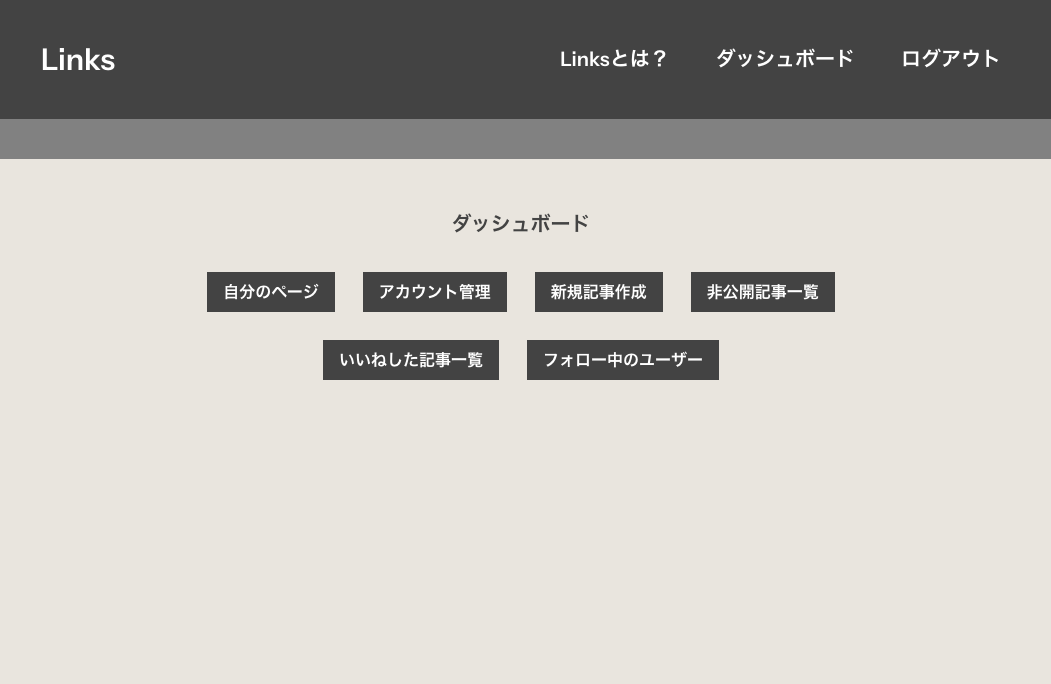 Links
Linksとは？ ダッシュボード ログアウト
ダッシュボード
自分のページ アカウント管理 新規記事作成 非公開記事一覧
いいねした記事一覧 フォロー中のユーザー